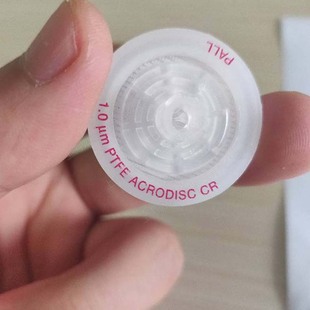 PALL
1.0 µm PTFE ACRODISC CR